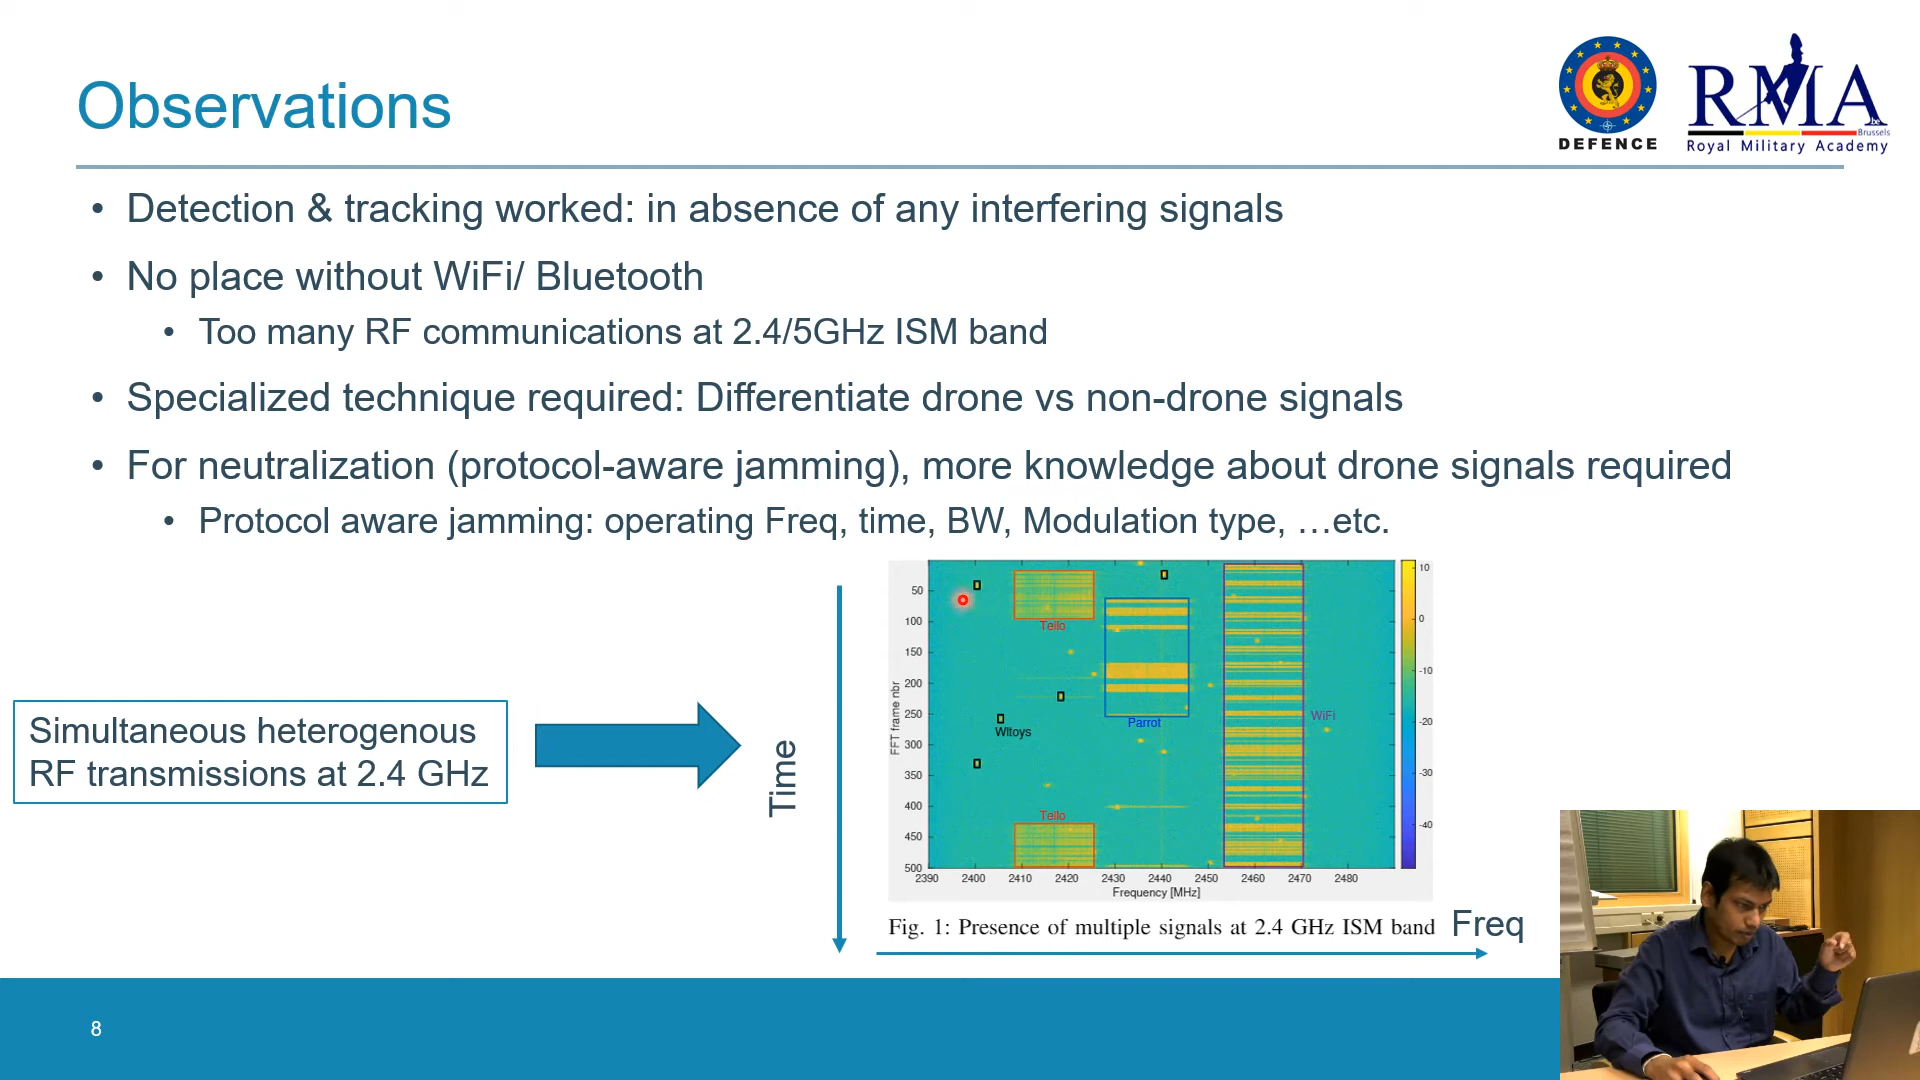 Observations
DEFENCE
RMA
.be
Brussels
Royal Military Academy
• Detection & tracking worked: in absence of any interfering signals
• No place without WiFi/ Bluetooth
• Too many RF communications at 2.4/5GHz ISM band
• Specialized technique required: Differentiate drone vs non-drone signals
• For neutralization (protocol-aware jamming), more knowledge about drone signals required
• Protocol aware jamming: operating Freq, time, BW, Modulation type, …etc.
Simultaneous heterogenous
RF transmissions at 2.4 GHz
Time
FFT frame nbr
50
100
150
200
250
300
350
400
450
500
Tello
Parrot
Wltoys
WiFi
Tello
10
0
-10
-20
-30
-40
2390 2400 2410 2420 2430 2440 2450 2460 2470 2480
Frequency [MHz]
Fig. 1: Presence of multiple signals at 2.4 GHz ISM band
Freq
8